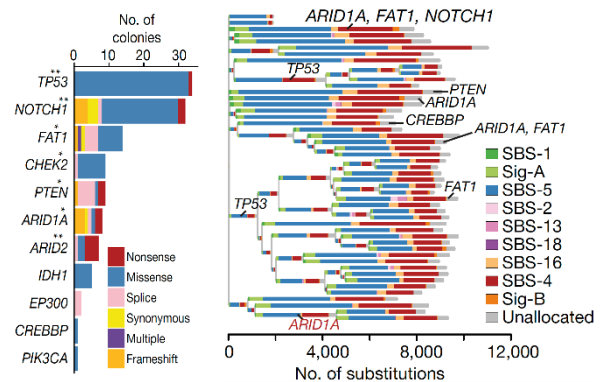 No. of
colonies
0 10 20 30
**
TP53
**
NOTCH1
*
FAT1
*
CHEK2
*
PTEN
*
ARID1A
**
ARID2
IDH1
EP300
CREBBP
PIK3CA
Nonsense
Missense
Splice
Synonymous
Multiple
Frameshift
ARID1A, FAT1, NOTCH1
TP53
PTEN
ARID1A
CREBBP
ARID1A, FAT1
FAT1
TP53
ARID1A
SBS-1
Sig-A
SBS-5
SBS-2
SBS-13
SBS-18
SBS-16
SBS-4
Sig-B
Unallocated
0 4,000 8,000 12,000
No. of substitutions